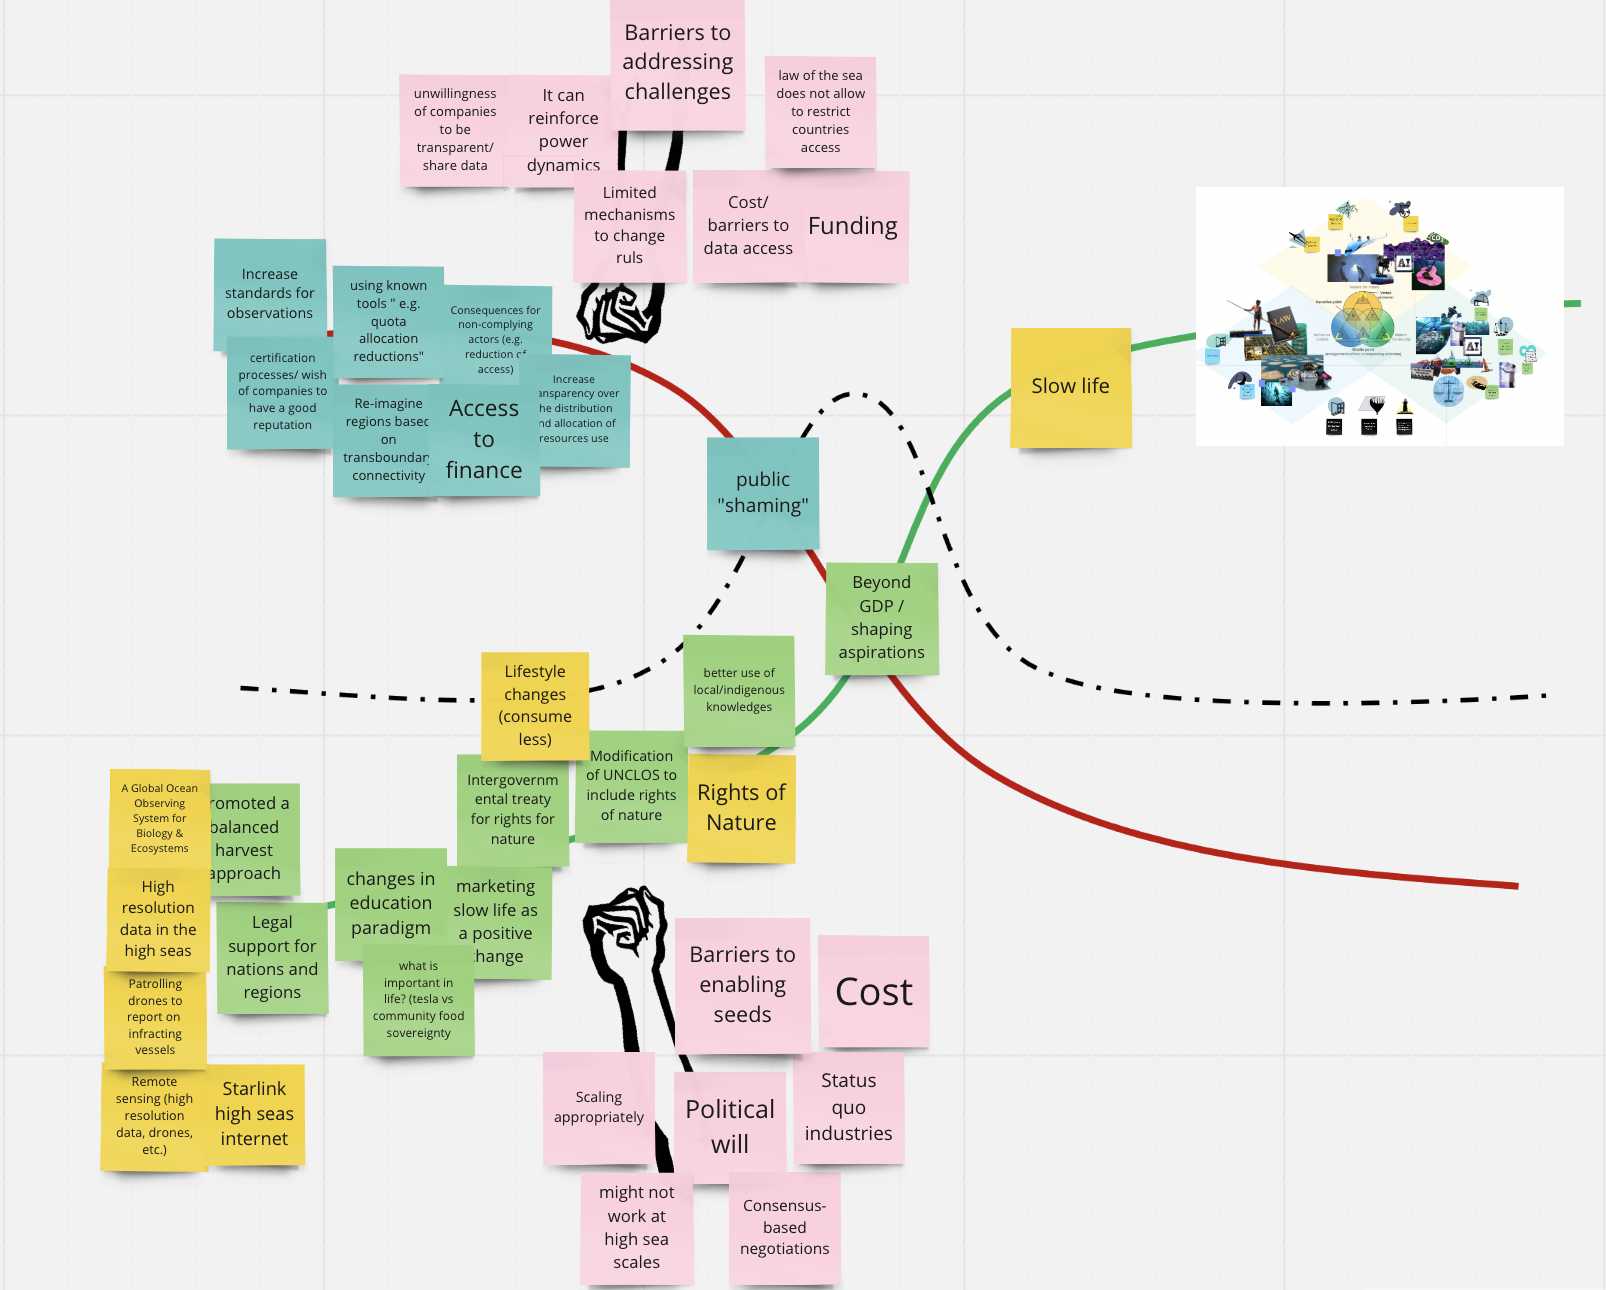 Barriers to
addressing
challenges
unwillingness
of companies
to be
transparent/
share data
It can
reinforce
power
dynamics
law of the sea
does not allow
to restrict
countries
access
Limited
mechanisms
to change
ruls
Cost/
barriers to
data access
Funding
Increase
standards for
observations
using known
tools " e.g.
quota
allocation
reductions"
Consequences for
non-complying
actors (e.g.
reduction of
access)
certification
processes/ wish
of companies to
have a good
reputation
Re-imagine
regions based
on
transboundary
connectivity
Access
to
finance
Increase
ansparency over
he distribution
nd allocation of
resources use
public
"shaming"
Slow life
LAW
AI
AI
Beyond
GDP /
shaping
aspirations
Lifestyle
changes
(consume
less)
better use of
local/indigenous
knowledges
Intergovernm
ental treaty
for rights for
nature
Modification
of UNCLOS to
include rights
of nature
Rights of
Nature
A Global Ocean
Observing
System for
Biology &
Ecosystems
romoted a
balanced
harvest
approach
High
resolution
data in the
high seas
Legal
support for
nations and
regions
changes in
education
paradigm
marketing
slow life as
a positive
change
what is
important in
life? (tesla vs
community food
sovereignty
Patrolling
drones to
report on
infracting
vessels
Remote
sensing (high
resolution
data, drones,
etc.)
Starlink
high seas
internet
Barriers to
enabling
seeds
Cost
Scaling
appropriately
Political
will
Status
quo
industries
might not
work at
high sea
scales
Consensus-
based
negotiations